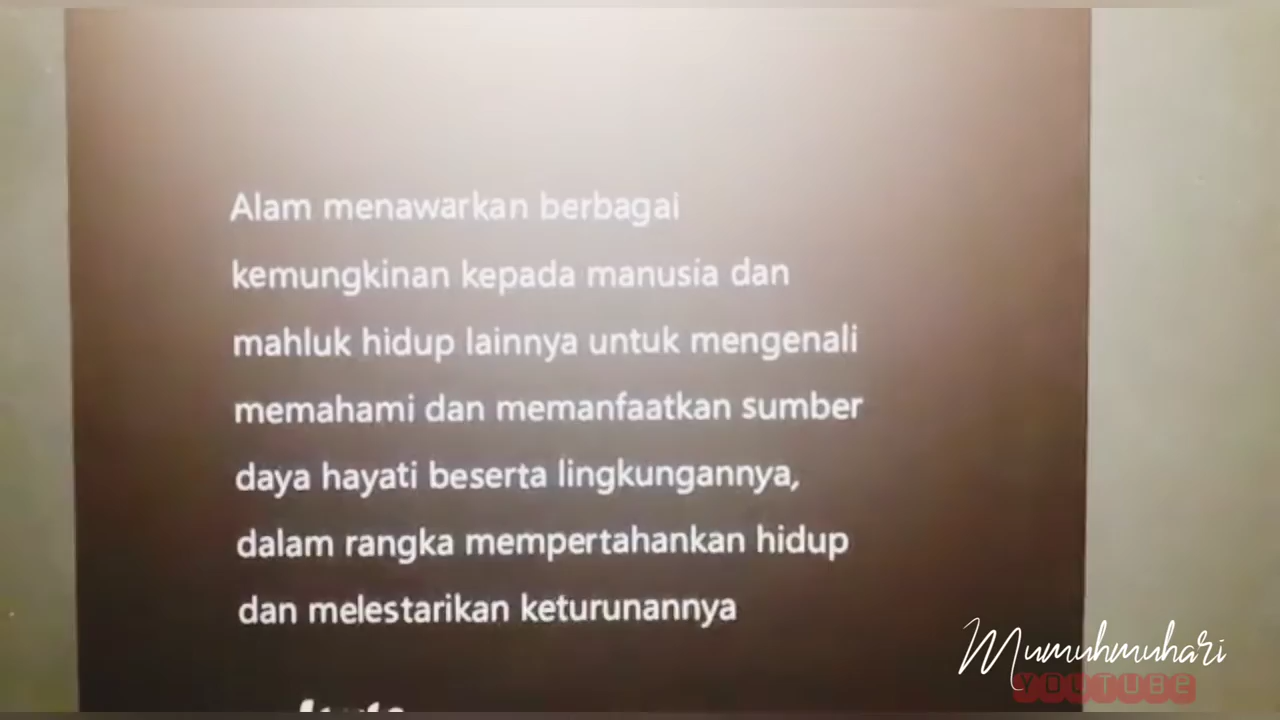 Alam menawarkan berbagai
kemungkinan kepada manusia dan
mahluk hidup lainnya untuk mengenali
memahami dan memanfaatkan sumber
daya hayati beserta lingkungannya,
dalam rangka mempertahankan hidup
dan melestarikan keturunannya
Mumuhmuhari
YOUTUBE